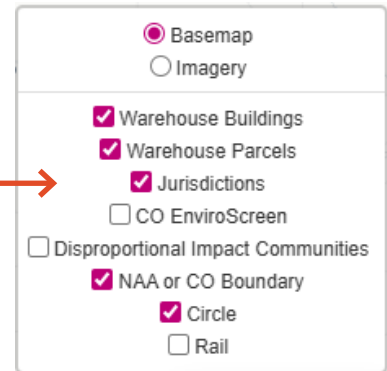 Basemap
Imagery
Warehouse Buildings
Warehouse Parcels
Jurisdictions
CO EnviroScreen
Disproportional Impact Communities
NAA or CO Boundary
Circle
Rail